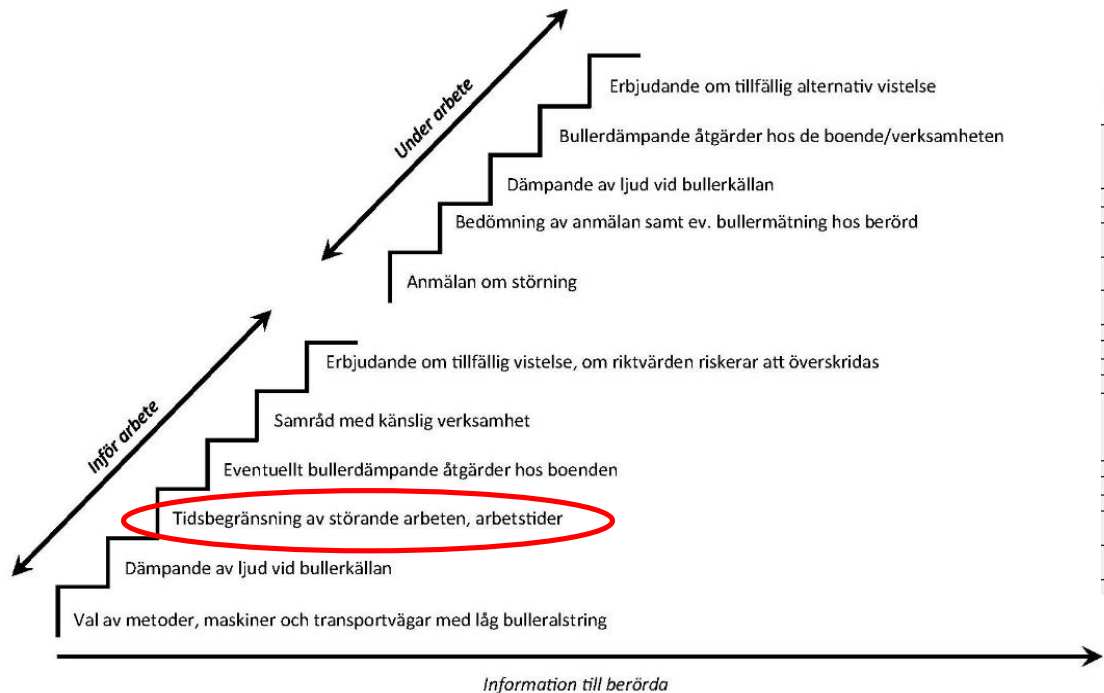 Under arbete
Erbjudande om tillfällig alternativ vistelse
Bullerdämpande åtgärder hos de boende/verksamheten
Dämpande av ljud vid bullerkällan
Bedömning av anmälan samt ev. bullermätning hos berörd
Anmälan om störning
Inför arbete
Erbjudande om tillfällig vistelse, om riktvärden riskerar att överskridas
Samråd med känslig verksamhet
Eventuellt bullerdämpande åtgärder hos boenden
Tidsbegränsning av störande arbeten, arbetstider
Dämpande av ljud vid bullerkällan
Val av metoder, maskiner och transportvägar med låg bulleralstring
Information till berörda